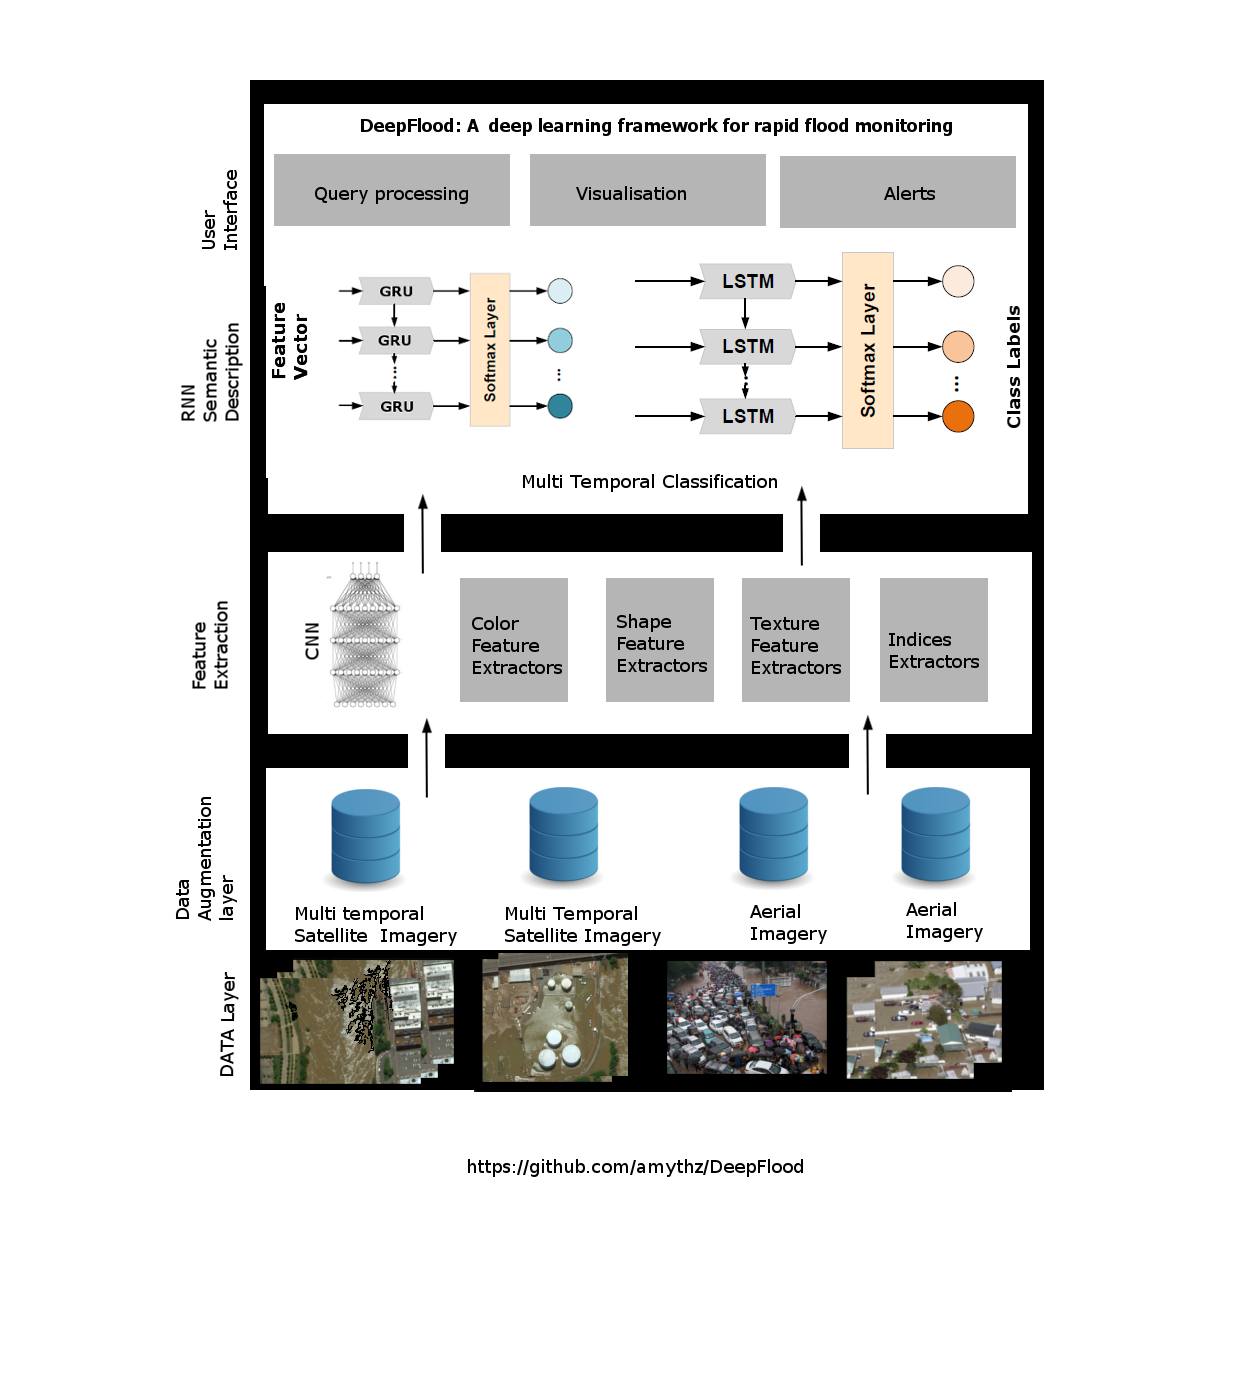 DeepFlood: A deep learning framework for rapid flood monitoring
User
Interface
Query processing
Visualisation
Alerts
RNN
Semantic
Description
Feature
Vector
GRU
GRU
GRU
Softmax Layer
LSTM
LSTM
LSTM
Softmax Layer
Class Labels
Multi Temporal Classification
Feature
Extraction
CNN
Color
Feature
Extractors
Shape
Feature
Extractors
Texture
Feature
Extractors
Indices
Extractors
Data
Augmentation
layer
Multi temporal
Satellite Imagery
Multi Temporal
Satellite Imagery
Aerial
Imagery
Aerial
Imagery
DATA Layer
https://github.com/amythz/DeepFlood